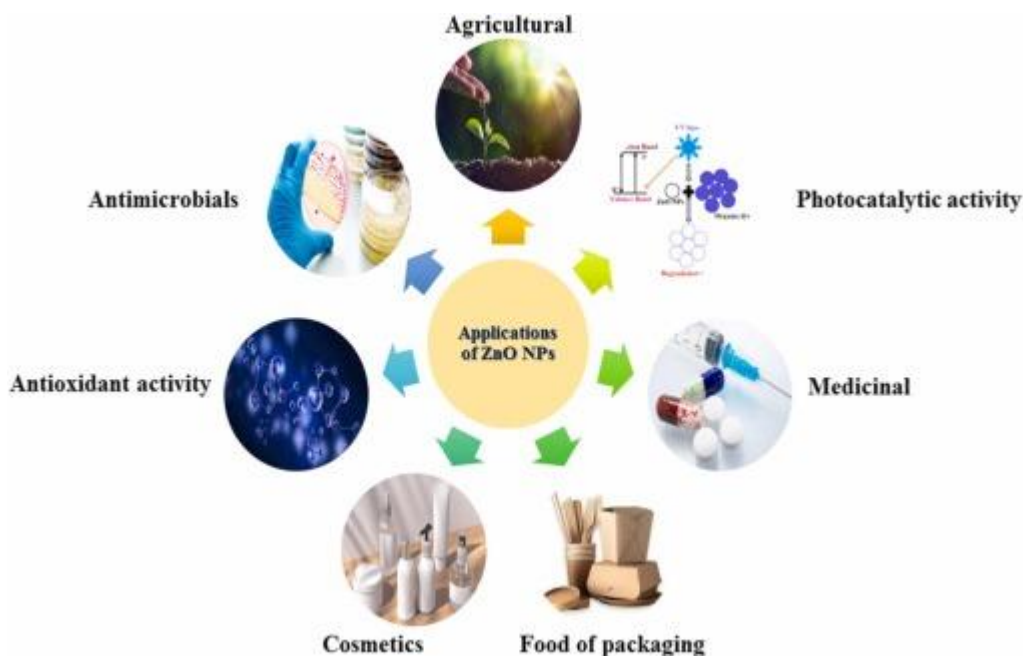 Agricultural
Antimicrobials
Photocatalytic activity
Applications
of ZnO NPs
Antioxidant activity
Medicinal
Cosmetics
Food of packaging